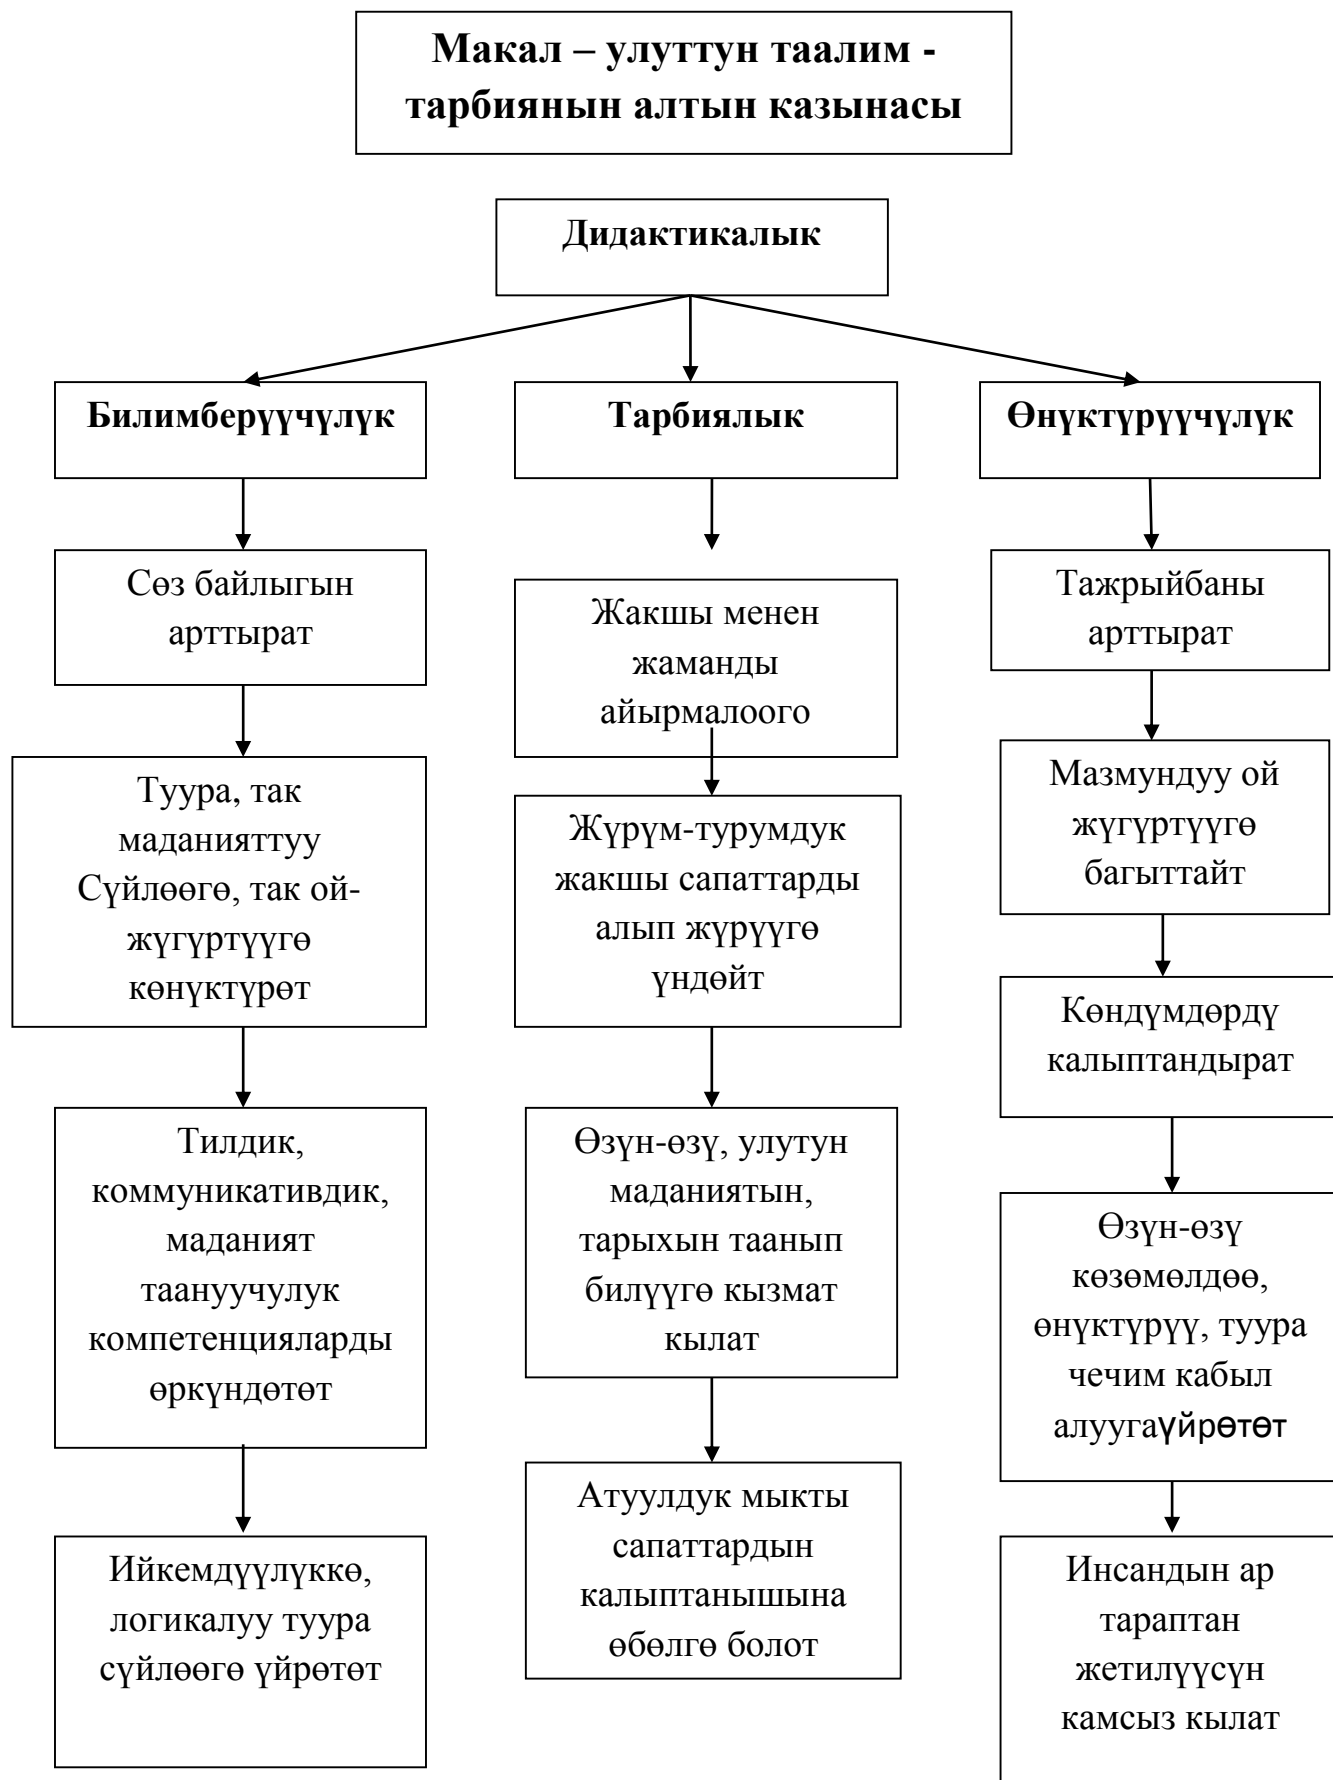 Макал – улуттун таалим -
тарбиянын алтын казынасы
Дидактикалык
Билимберүүчүлүк
Сөз байлыгын
арттырат
Туура, так
маданияттуу
Сүйлөөгө, так ой-
жүгүртүүгө
көнүктүрөт
Тилдик,
коммуникативдик,
маданият
таануучулук
компетенцияларды
өркүндөтөт
Ийкемдүүлүккө,
логикалуу туура
сүйлөөгө үйрөтөт
Тарбиялык
Жакшы менен
жаманды
айырмалоого
Жүрүм-турумдук
жакшы сапаттарды
алып жүрүүгө
үндөйт
Өзүн-өзү, улутун
маданиятын,
тарыхын таанып
билүүгө кызмат
кылат
Атуулдук мыкты
сапаттардын
калыптанышына
өбөлгө болот
Өнүктүрүүчүлүк
Тажрыйбаны
арттырат
Мазмундуу ой
жүгүртүүгө
багыттайт
Көндүмдөрдү
калыптандырат
Өзүн-өзү
көзөмөлдөө,
өнүктүрүү, туура
чечим кабыл
алуугаүйрөтөт
Инсандын ар
тараптан
жетилүүсүн
камсыз кылат